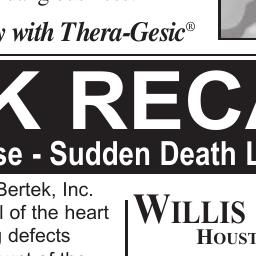 with Thera-Gesic®
K RECA
se - Sudden Death L
Bertek, Inc.
l of the heart
g defects
WILLIS
HOUST